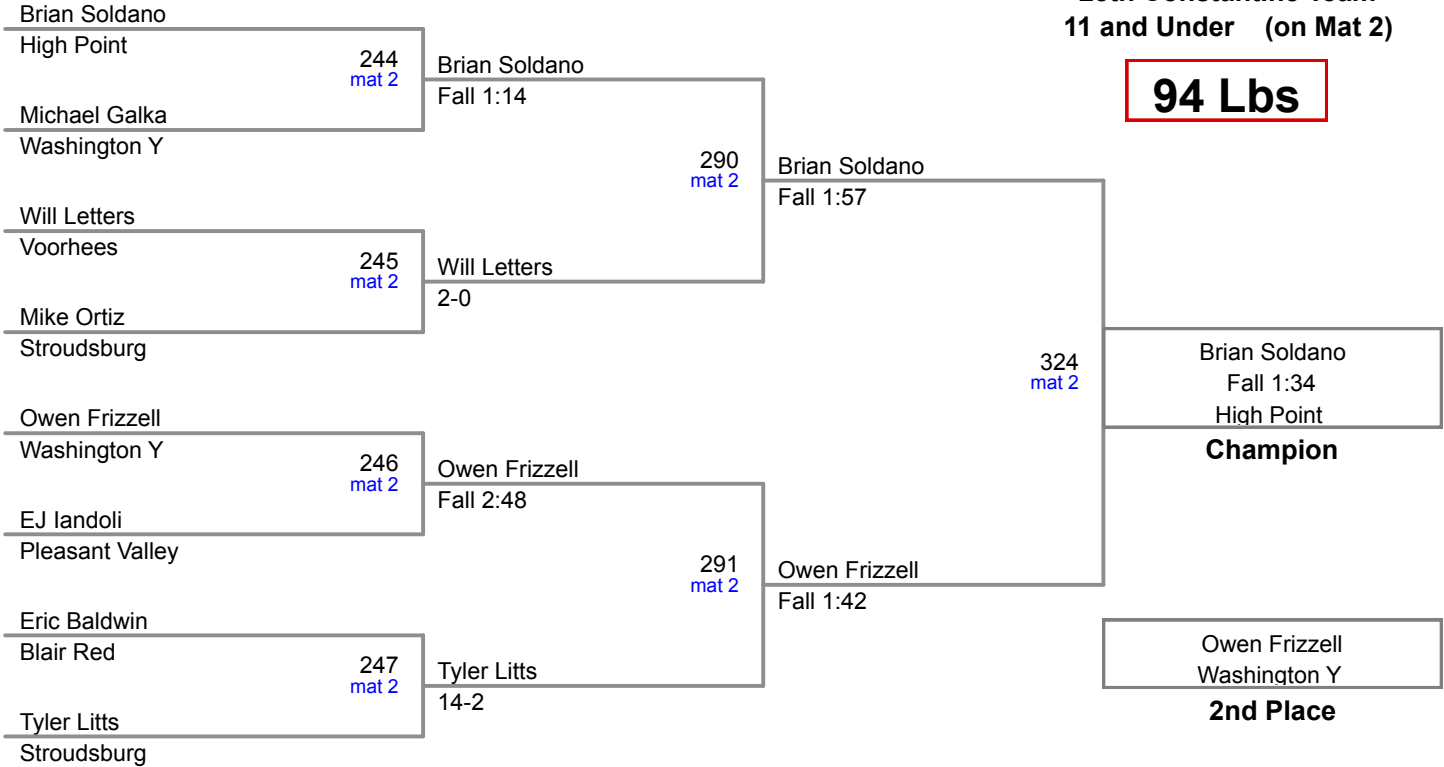 11 and Under (on Mat 2)
94 Lbs
Brian Soldano
High Point
244
mat 2
Michael Galka
Washington Y
Brian Soldano
Fall 1:14
Will Letters
Voorhees
245
mat 2
Mike Ortiz
Stroudsburg
Will Letters
2-0
290
mat 2
Brian Soldano
Fall 1:57
Owen Frizzell
Washington Y
246
mat 2
EJ Iandoli
Pleasant Valley
Owen Frizzell
Fall 2:48
Eric Baldwin
Blair Red
247
mat 2
Tyler Litts
Stroudsburg
Tyler Litts
14-2
291
mat 2
Owen Frizzell
Fall 1:42
324
mat 2
Brian Soldano
Fall 1:34
High Point
Champion
Owen Frizzell
Washington Y
2nd Place